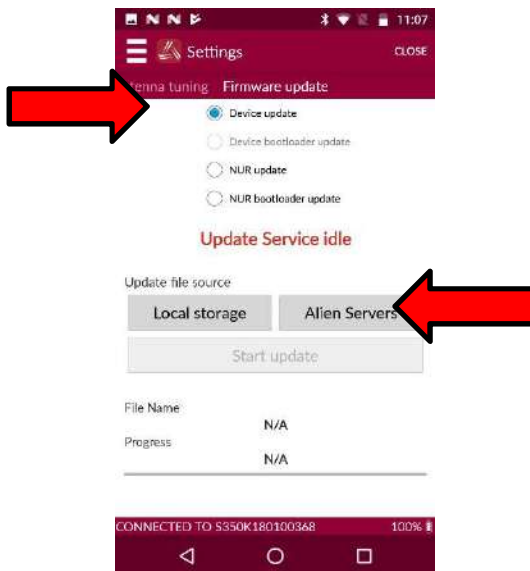 11:07
Settings
CLOSE
tenna tuning Firmware update
Device update
Device bootloader update
NUR update
NUR bootloader update
Update Service idle
Update file source
Local storage Alien Servers
Start update
File Name
N/A
Progress
N/A
CONNECTED TO S350K180100368 100%